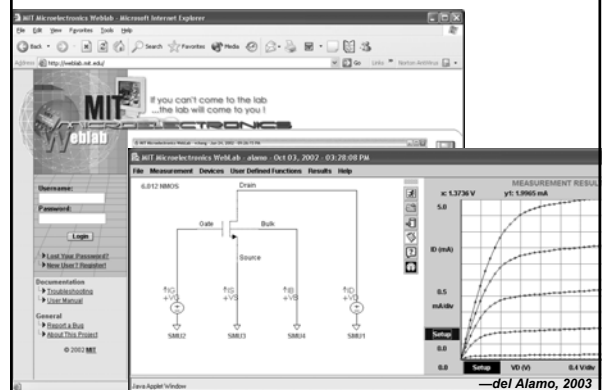 MIT Microelectronics Weblab - Microsoft Internet Explorer
File Edit View Favorites Tools Help
Back Search Favorites Media
Address http://weblab.mit.edu/ Go Links Norton AntiVirus
If you can't come to the lab
...the lab will come to you !
MIT
MICROELECTRONICS
Weblab
MIT Microelectronics WebLab - alamo - Oct 03, 2002 - 03:28:08 PM
File Measurement Devices User Defined Functions Results Help
Username:
Password:
Login
Lost Your Password?
New User? Register!
Documentation
Troubleshooting
User Manual
General
Report a Bug
About This Project
© 2002 MIT
6.012 NMOS
Drain
Gate
Bulk
Source
IG
+VG
IS
+VS
IB
+VB
ID
+VD
SMU2
SMU3
SMU4
SMU1
MEASUREMENT RESUL
x: 1.3736 V y1: 1.9965 mA
5.0
ID (mA)
0.5
mA/div
Setup
0.0
0.0 Setup VD (V) 0.4 V/div
Java Applet Window
—del Alamo, 2003